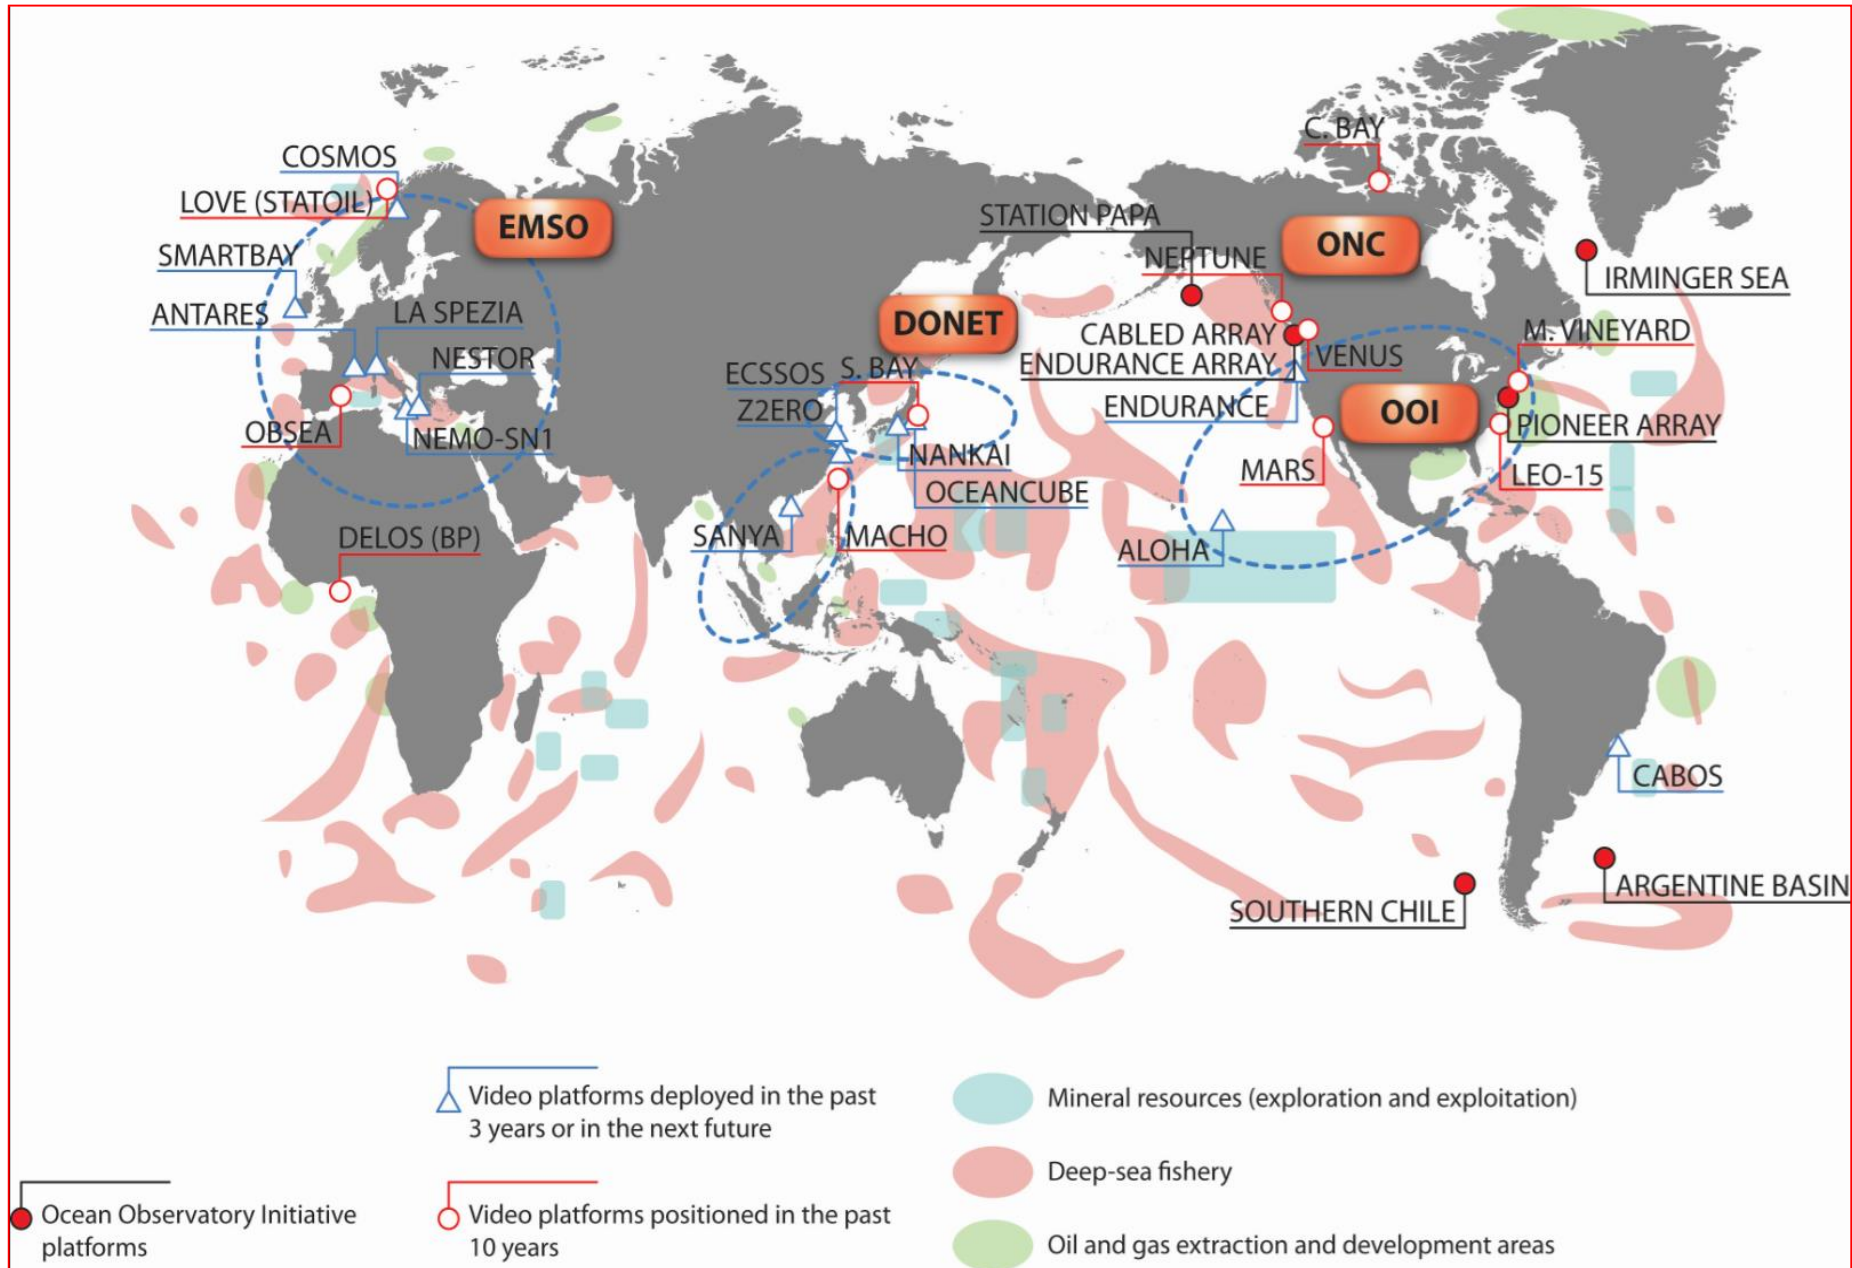 C. BAY
COSMOS
LOVE (STATOIL)
EMSO
STATION PAPA
ONC
SMARTBAY
NEPTUNE
IRMINGER SEA
ANTARES
LA SPEZIA
DONET
CABLED ARRAY
M. VINEYARD
NESTOR
ENDURANCE ARRAY
VENUS
ECSSOS
S. BAY
Z2ERO
ENDURANCE
OOI
PIONEER ARRAY
OBSEA
NEMO-SN1
NANKAI
MARS
LEO-15
OCEANCUBE
DELOS (BP)
SANYA
MACHO
ALOHA
CABOS
ARGENTINE BASIN
SOUTHERN CHILE
Video platforms deployed in the past
3 years or in the next future
Mineral resources (exploration and exploitation)
Deep-sea fishery
Ocean Observatory Initiative
platforms
Video platforms positioned in the past
10 years
Oil and gas extraction and development areas